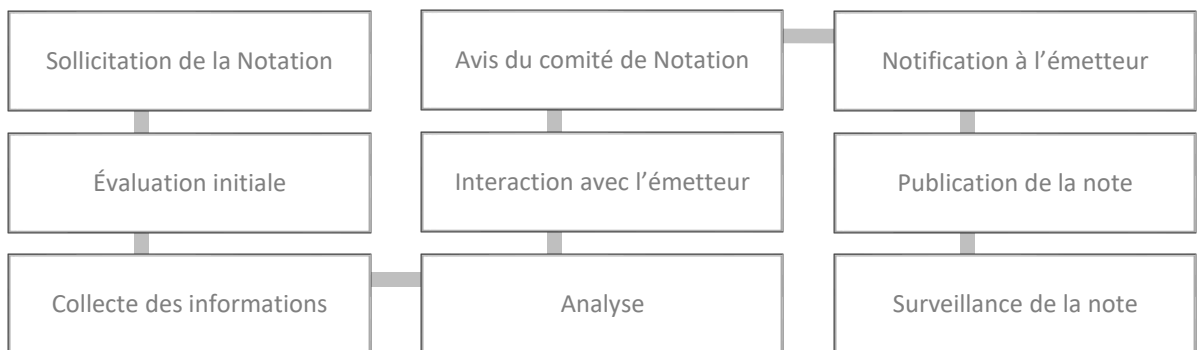 Sollicitation de la Notation
Évaluation initiale
Collecte des informations
Analyse
Interaction avec l’émetteur
Avis du comité de Notation
Notification à l’émetteur
Publication de la note
Surveillance de la note